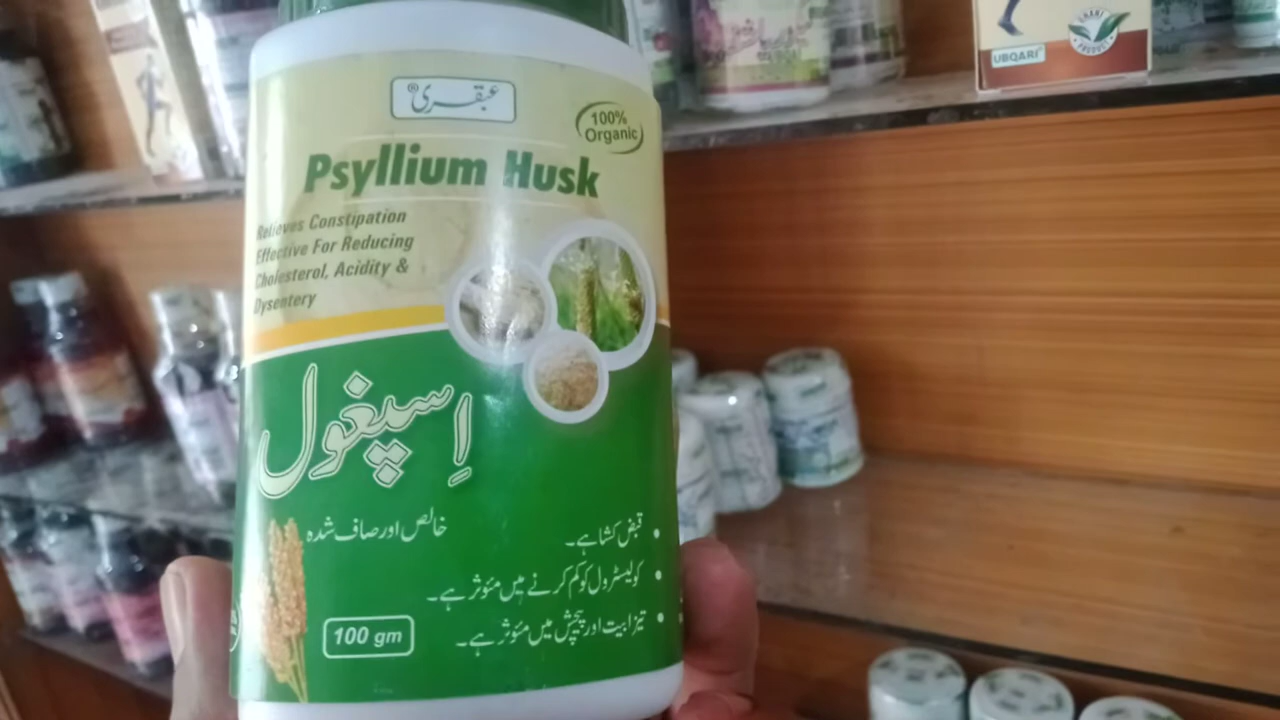 عبقری®
100%
Organic
Psyllium Husk
Relieves Constipation
Effective For Reducing
Cholesterol, Acidity &
Dysentery
اِسپغول
خالص اور صاف شدہ
• قبض کشا ہے۔
• کولیسٹرول کو کم کرنے میں مئوثر ہے۔
• تیزابیت اور پیچش میں مئوثر ہے۔
100 gm
UBQARI
PRODUCT